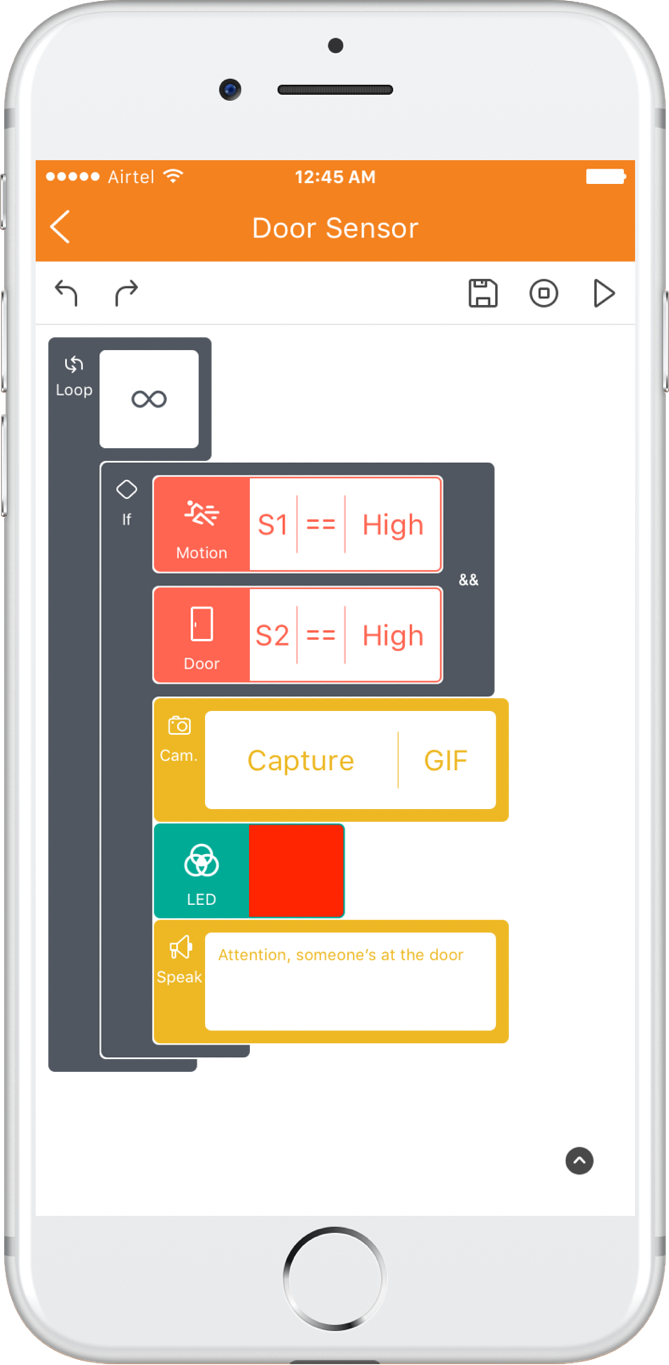 Airtel 12:45 AM
Door Sensor
Loop ∞
If
Motion S1 == High
&&
Door S2 == High
Cam. Capture GIF
LED
Speak Attention, someone's at the door